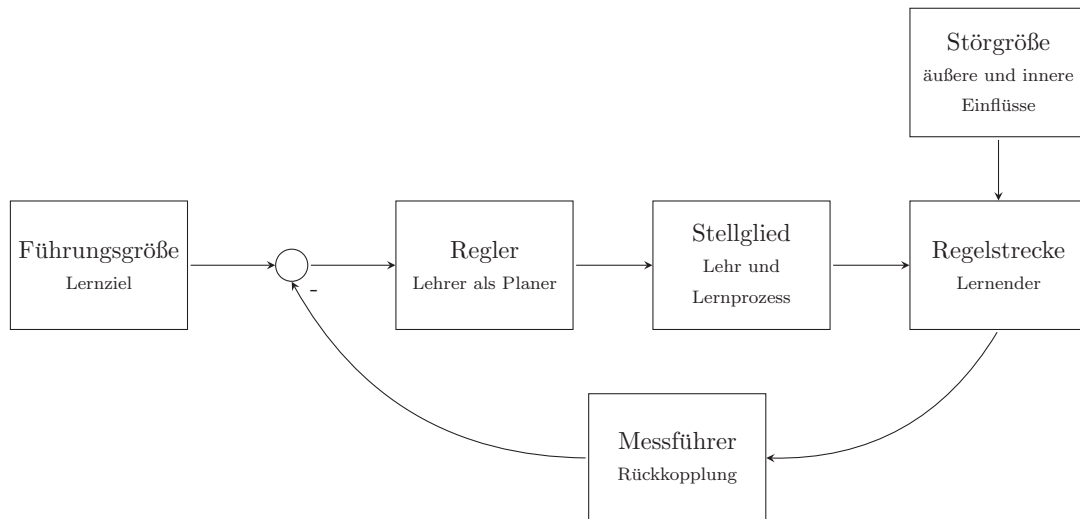 Störgröße
äußere und innere
Einflüsse
Führungsgröße
Lernziel
-
Regler
Lehrer als Planer
Stellglied
Lehr und
Lernprozess
Regelstrecke
Lernender
Messführer
Rückkopplung